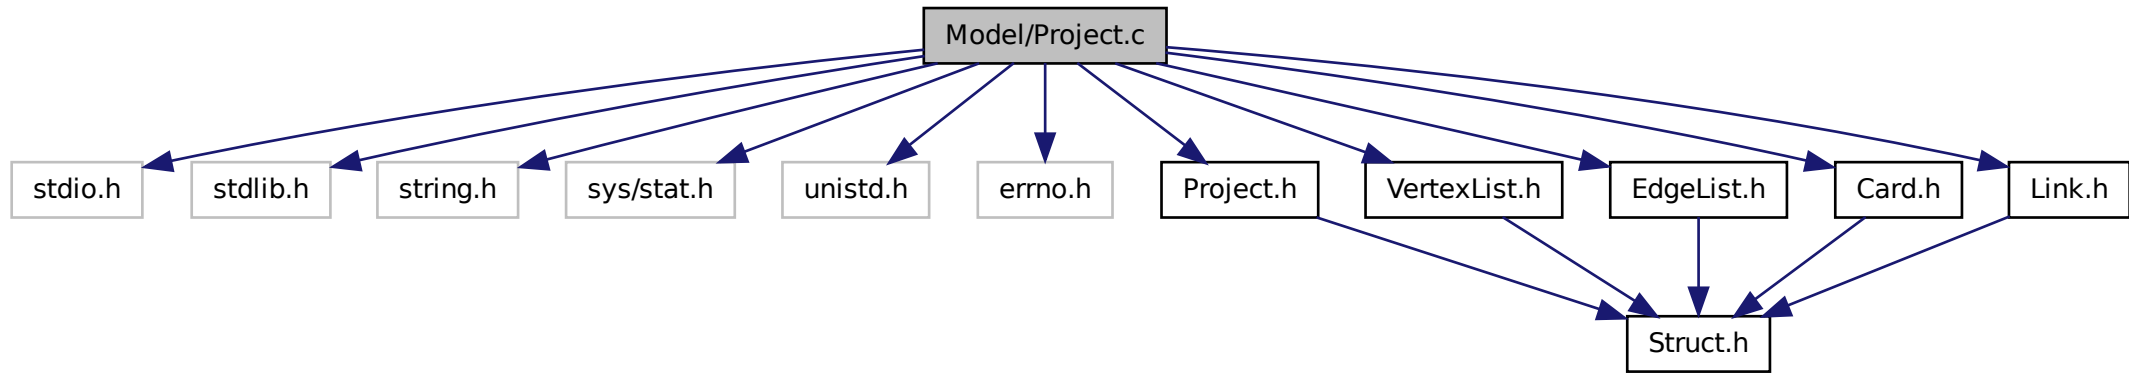 Model/Project.c
stdio.h
stdlib.h
string.h
sys/stat.h
unistd.h
errno.h
Project.h
VertexList.h
EdgeList.h
Card.h
Link.h
Struct.h